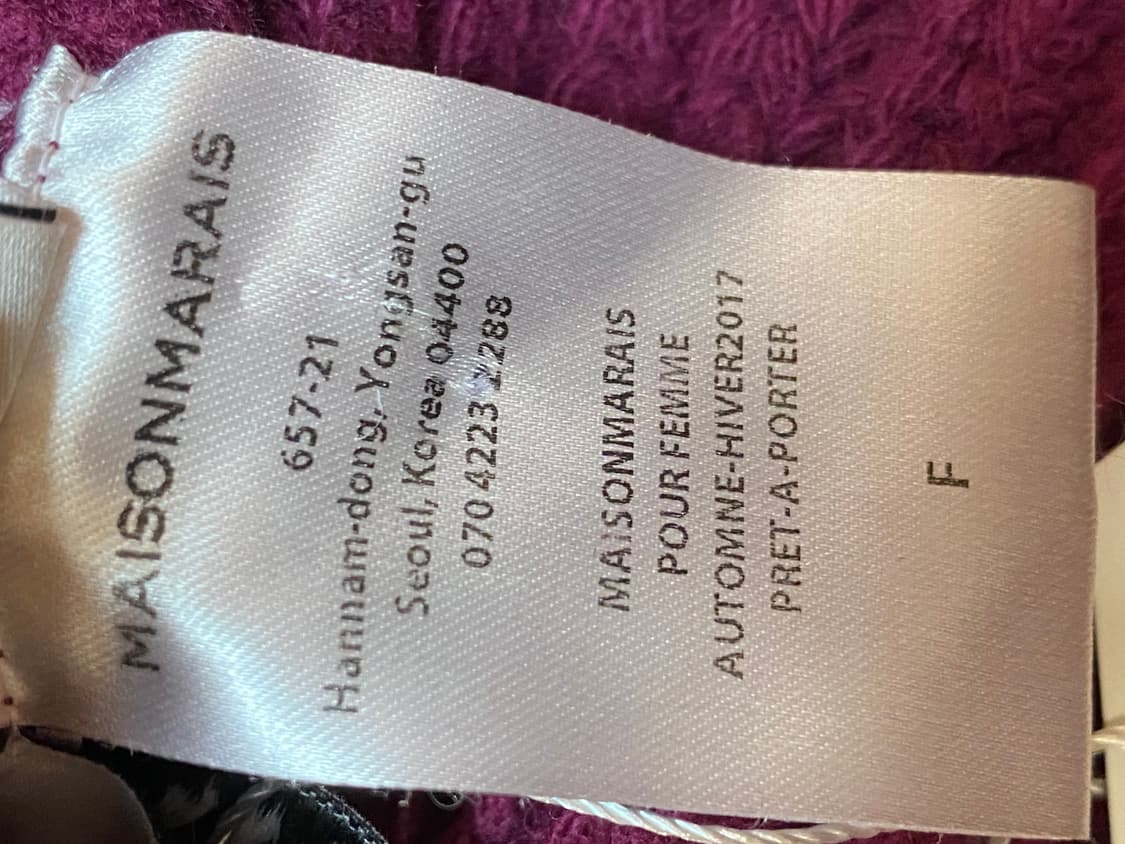 MAISONMARAIS
657-21
Hannam-dong, Yongsan-gu
Seoul, Korea 04400
070 4223 2288
MAISONMARAIS
POUR FEMME
AUTOMNE-HIVER2017
PRET-A-PORTER
F